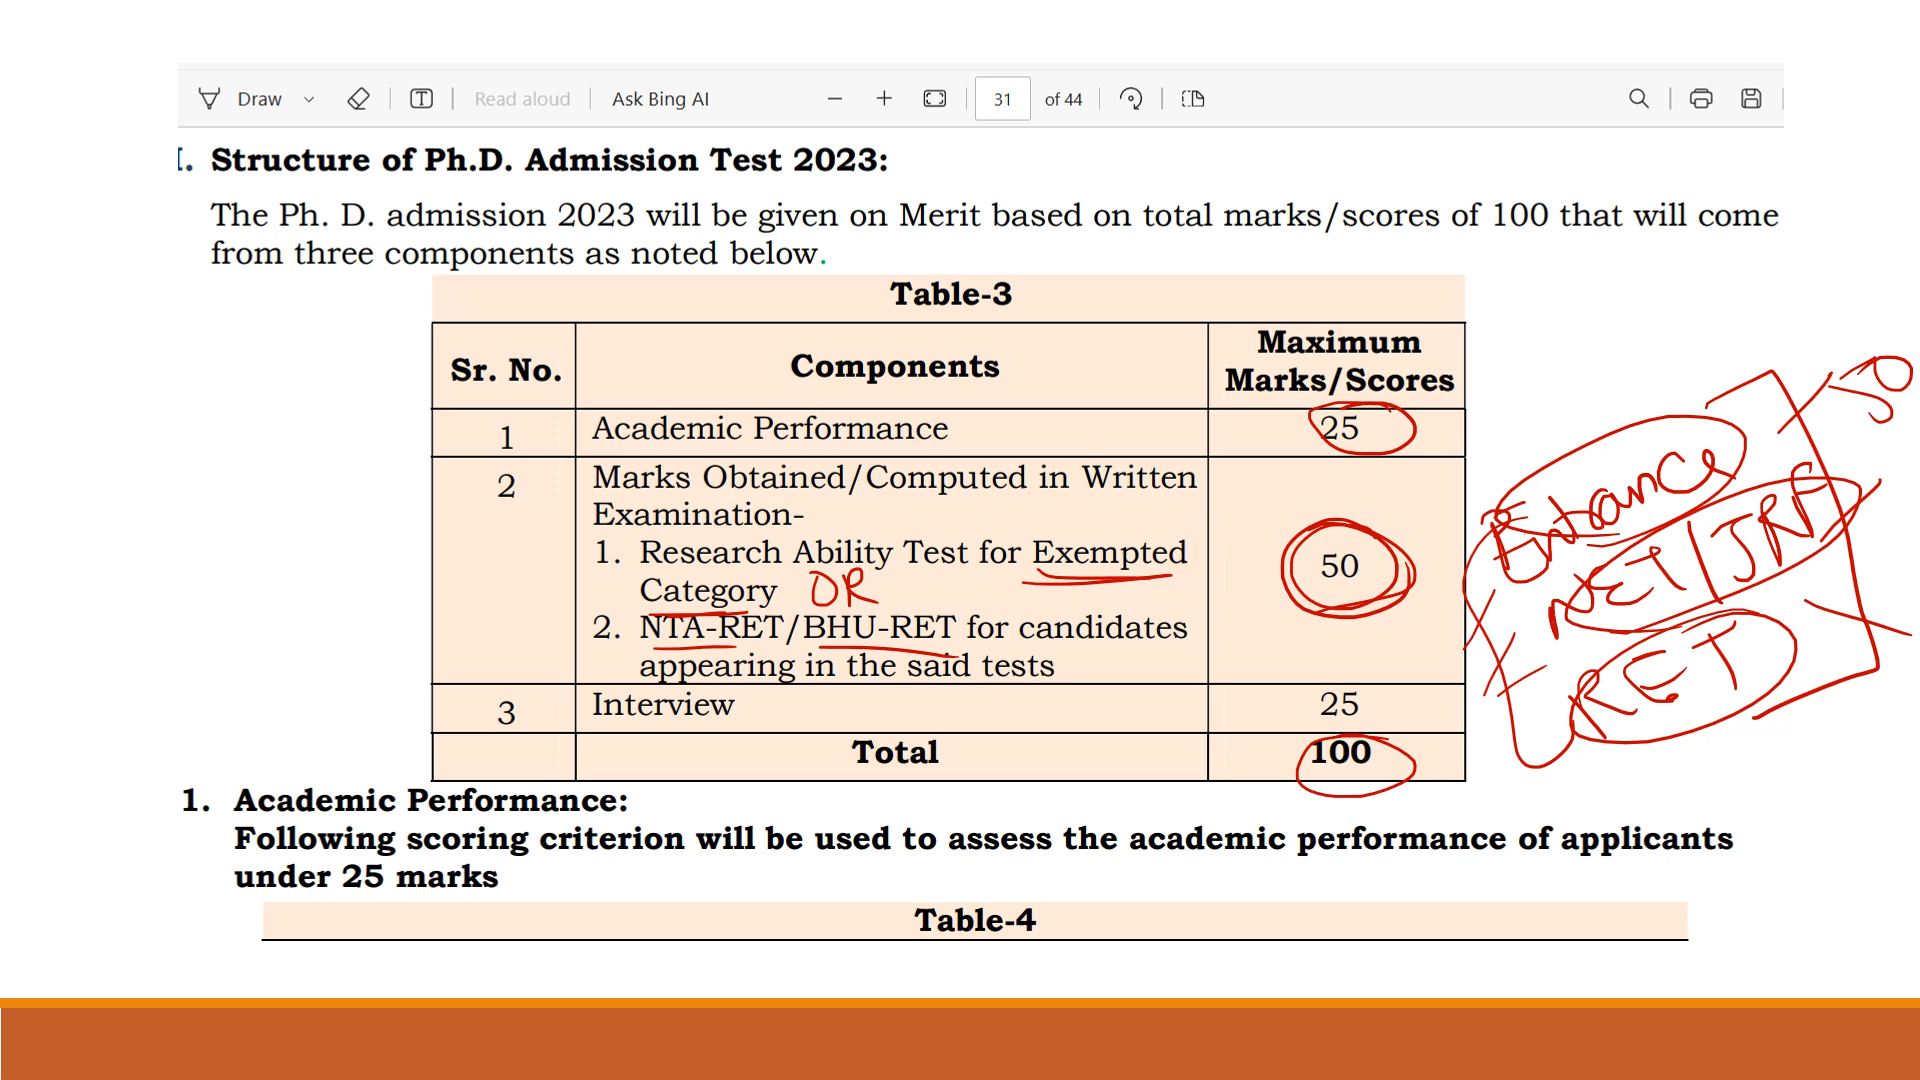 Draw
Read aloud
Ask Bing AI
31 of 44
I. Structure of Ph.D. Admission Test 2023:
The Ph. D. admission 2023 will be given on Merit based on total marks/scores of 100 that will come
from three components as noted below.
Table-3
Sr. No. Components Maximum Marks/Scores
1 Academic Performance 25
2 Marks Obtained/Computed in Written
Examination-
1. Research Ability Test for Exempted
Category OR
50
2. NTA-RET/BHU-RET for candidates
appearing in the said tests
3 Interview 25
Total 100
50
Entrance
NET/JRF
RET
1. Academic Performance:
Following scoring criterion will be used to assess the academic performance of applicants
under 25 marks
Table-4